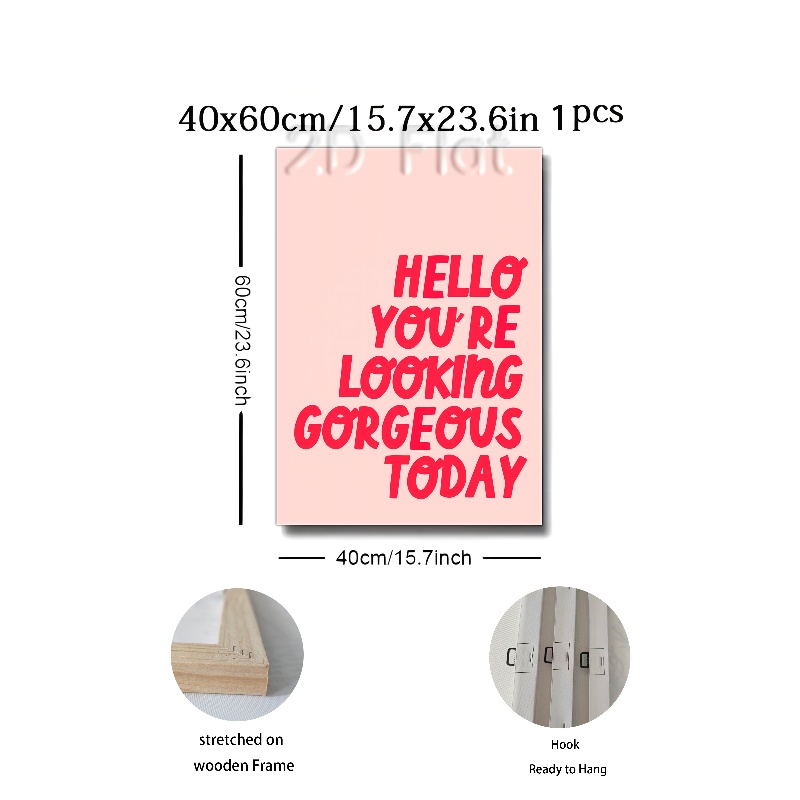 40x60cm/15.7x23.6in 1pcs
2D Flat
HELLO
YOU'RE
LOOKING
GORGEOUS
TODAY
60cm/23.6inch
40cm/15.7inch
stretched on
wooden Frame
Hook
Ready to Hang